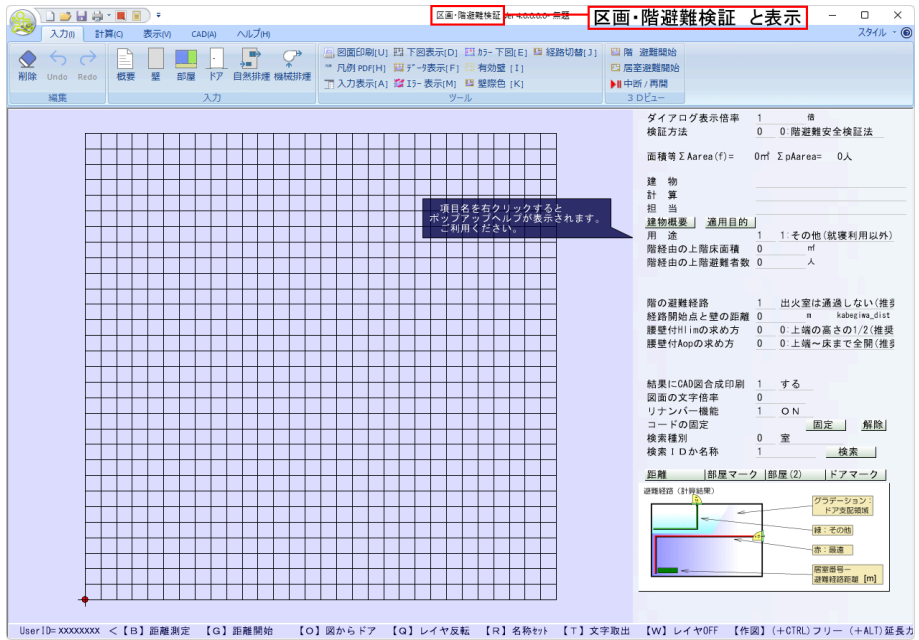 区画・階避難検証 Ver 4.0.0.0.0- 無題
区画・階避難検証 と表示
入力(I) 計算(C) 表示(V) CAD(A) ヘルプ(H) スタイル
削除 Undo Redo
編集
概要 壁 部屋 ドア 自然排煙 機械排煙
入力
図面印刷[U] 下図表示[D] カラー下図[E] 経路切替[J]
凡例PDF[H] データ表示[F] 有効壁 [I]
入力表示[A] エラー表示[M] 壁際色 [K]
ツール
階 避難開始
居室避難開始
中断/再開
3Dビュー
項目名を右クリックすると
ポップアップヘルプが表示されます。
ご利用ください。
ダイアログ表示倍率 1 倍
検証方法 0 0:階避難安全検証法
面積等ΣAarea(f)= 0㎡ ΣpAarea= 0人
建 物
計 算
担 当
建物概要 適用目的
用 途 1 1:その他(就寝利用以外)
階経由の上階床面積 0 ㎡
階経由の上階避難者数 0 人
階の避難経路 1 出火室は通過しない(推奨
経路開始点と壁の距離 0 m kabegiwa_dist
腰壁付Hlimの求め方 0 0:上端の高さの1/2(推奨
腰壁付Aopの求め方 0 0:上端～床まで全開(推奨
結果にCAD図合成印刷 1 する
図面の文字倍率 0
リナンバー機能 1 ON
コードの固定 固定 解除
検索種別 0 室
検索IDか名称 1 検索
距離 部屋マーク 部屋(2) ドアマーク
避難経路(計算結果)
グラデーション:
ドア支配領域
緑:その他
赤:最遠
居室番号ー
避難経路距離 [m]
UserID=XXXXXXXX <【B】距離測定 【G】距離開始 【O】図からドア 【Q】レイヤ反転 【R】名称セット 【T】文字取出 【W】レイヤOFF 【作図】(+CTRL)フリー (+ALT)延長カ